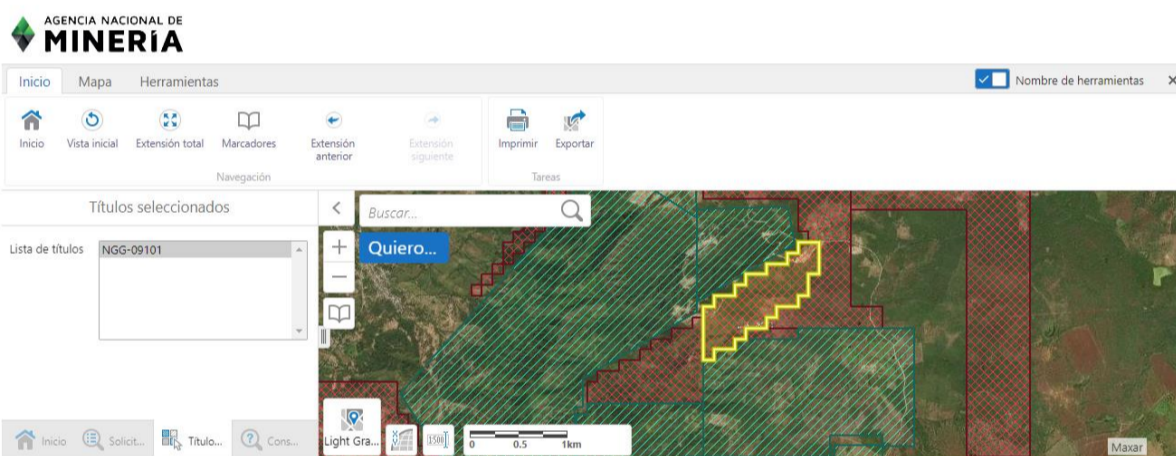 AGENCIA NACIONAL DE
MINERÍA
Inicio Mapa Herramientas Nombre de herramientas
Inicio Vista inicial Extensión total Marcadores Extensión anterior Extensión siguiente Imprimir Exportar
Navegación Tareas
Títulos seleccionados
Buscar...
Lista de títulos NGG-09101
Quiero...
Inicio Solicit... Título... Cons...
Light Gra... 1:500 0 0.5 1km
Maxar